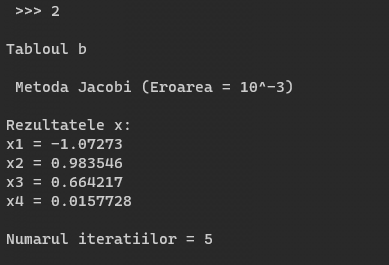 >>> 2
Tabloul b
Metoda Jacobi (Eroarea = 10^-3)
Rezultatele x:
x1 = -1.07273
x2 = 0.983546
x3 = 0.664217
x4 = 0.0157728
Numarul iteratiilor = 5